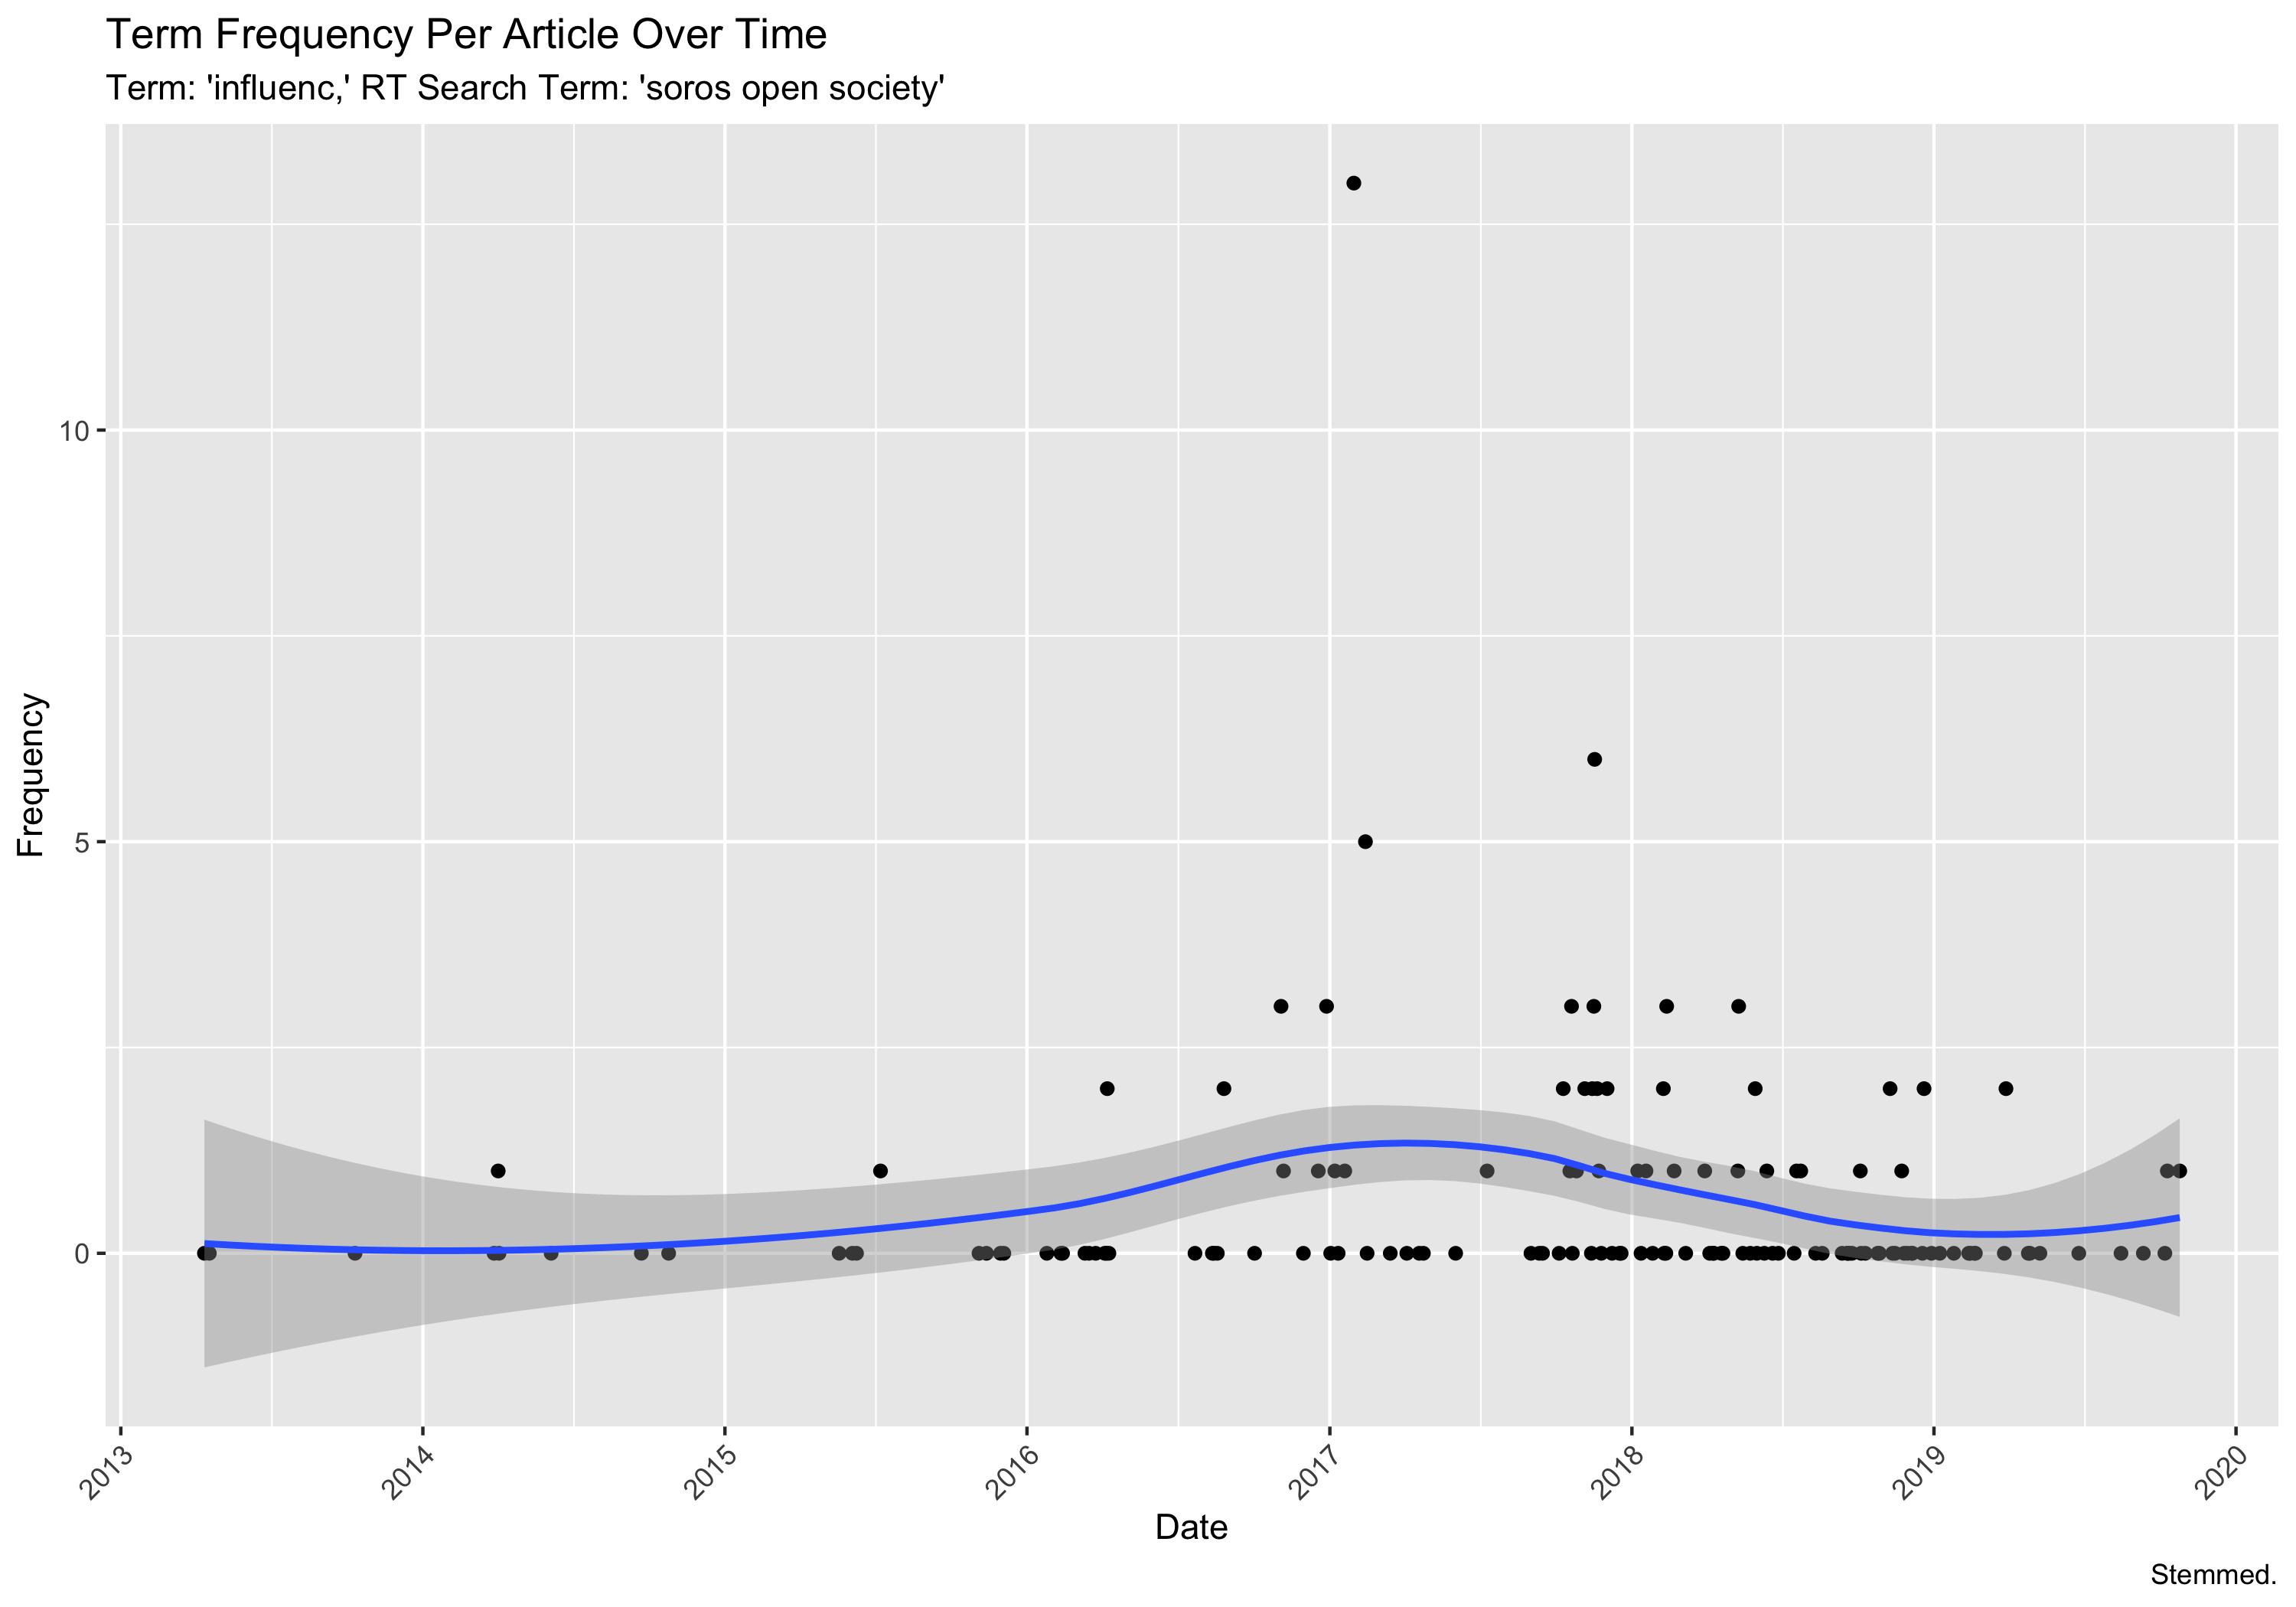 Term Frequency Per Article Over Time
Term: 'influenc,' RT Search Term: 'soros open society'
10
5
0
Frequency
2013
2014
2015
2016
2017
2018
2019
2020
Date
Stemmed.